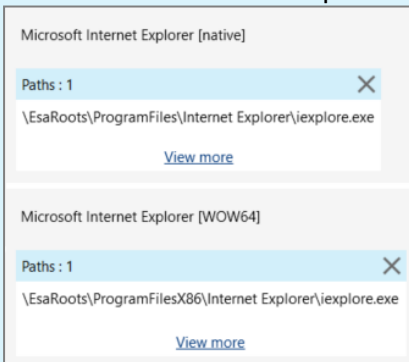 Microsoft Internet Explorer [native]
Paths : 1
\EsaRoots\ProgramFiles\Internet Explorer\iexplore.exe
View more
Microsoft Internet Explorer [WOW64]
Paths : 1
\EsaRoots\ProgramFilesX86\Internet Explorer\iexplore.exe
View more